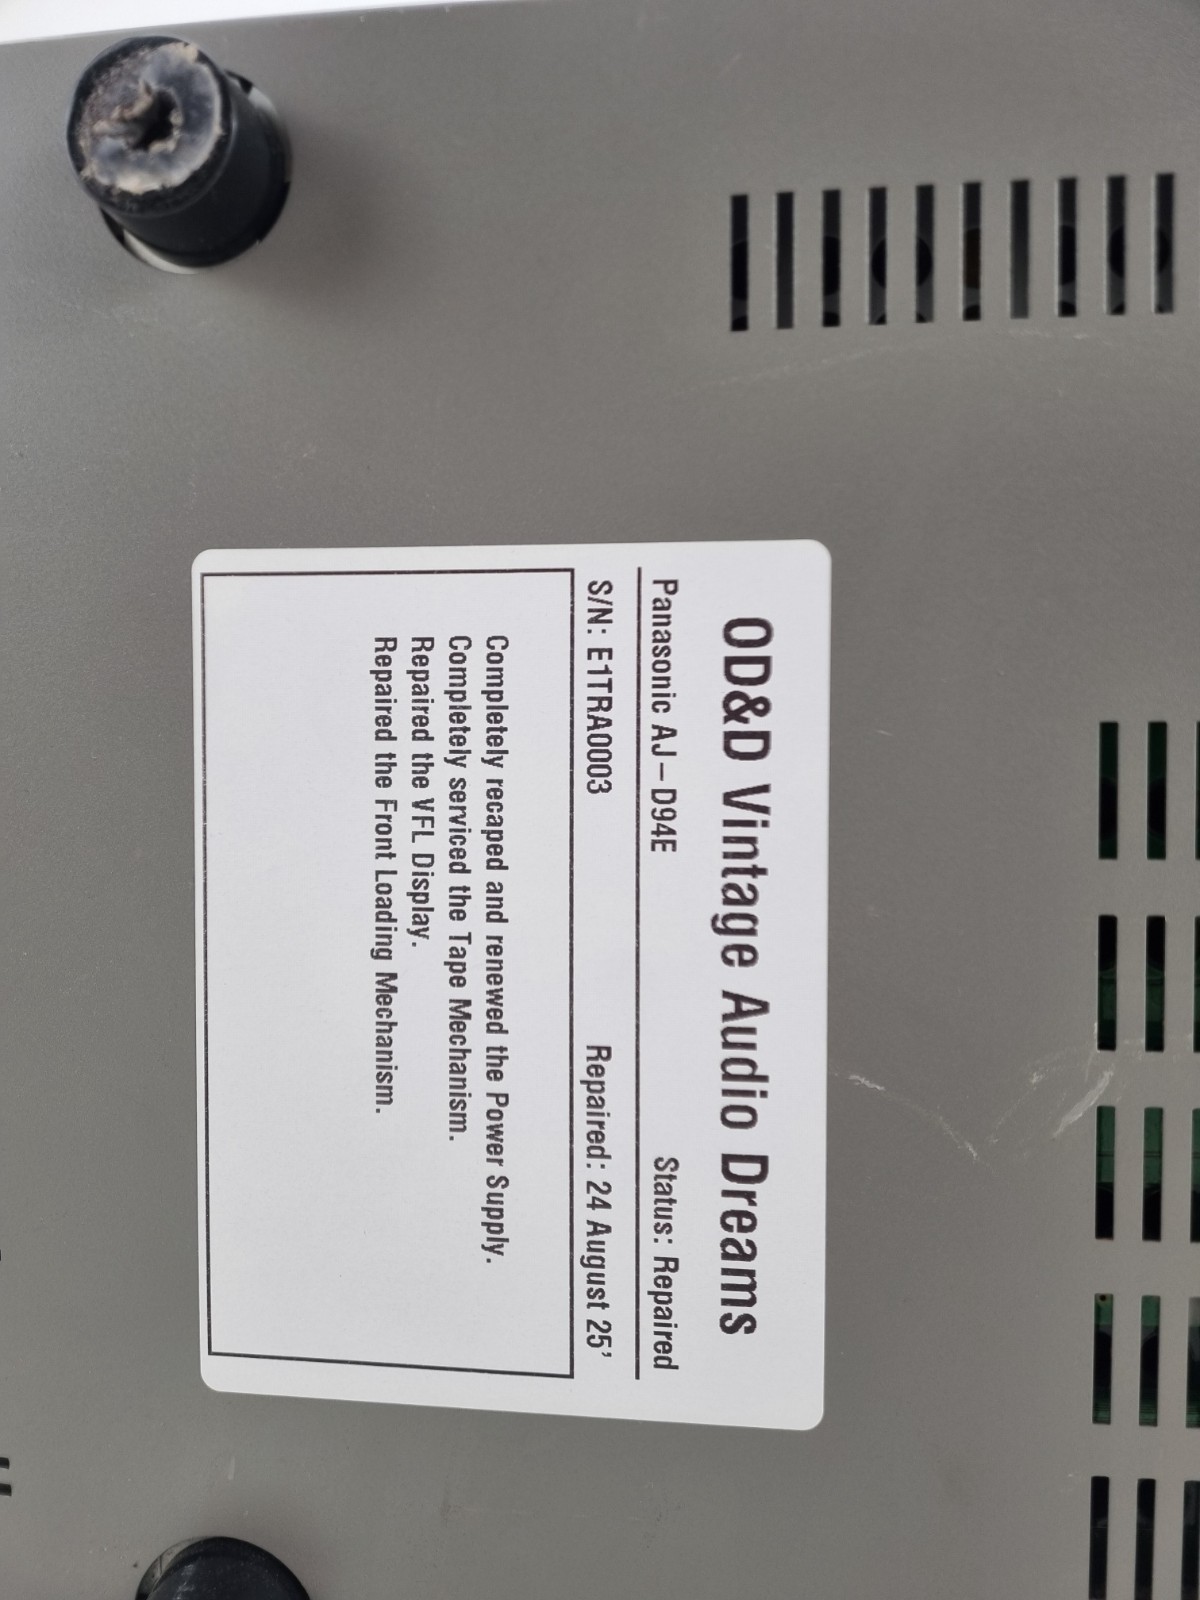 OD&D Vintage Audio Dreams
Panasonic AJ-D94E Status: Repaired
S/N: E1TRA0003 Repaired: 24 August 25'
Completely recaped and renewed the Power Supply.
Completely serviced the Tape Mechanism.
Repaired the VFL Display.
Repaired the Front Loading Mechanism.